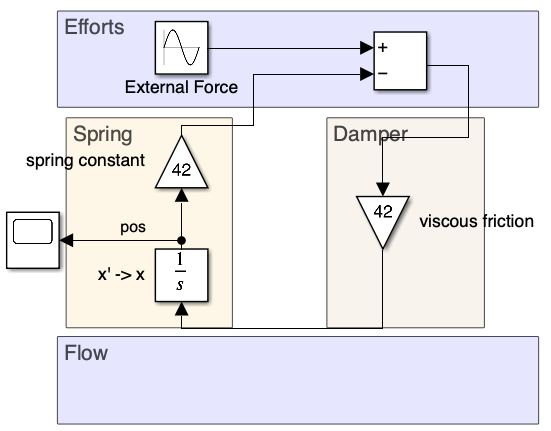 Efforts
+
−
External Force
Spring
Damper
spring constant
42
42
viscous friction
pos
x' -> x
1
s
Flow